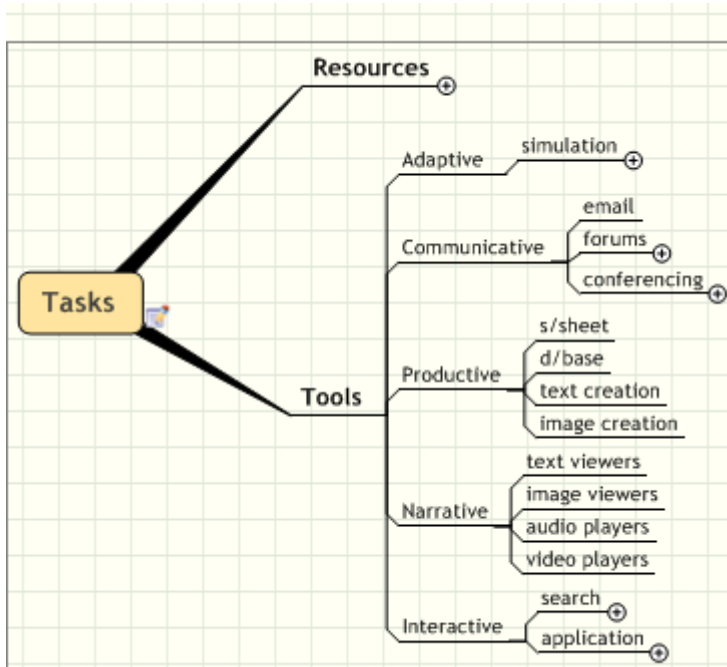 Resources
Tasks
Tools
Adaptive
simulation
Communicative
email
forums
conferencing
Productive
s/sheet
d/base
text creation
image creation
Narrative
text viewers
image viewers
audio players
video players
Interactive
search
application